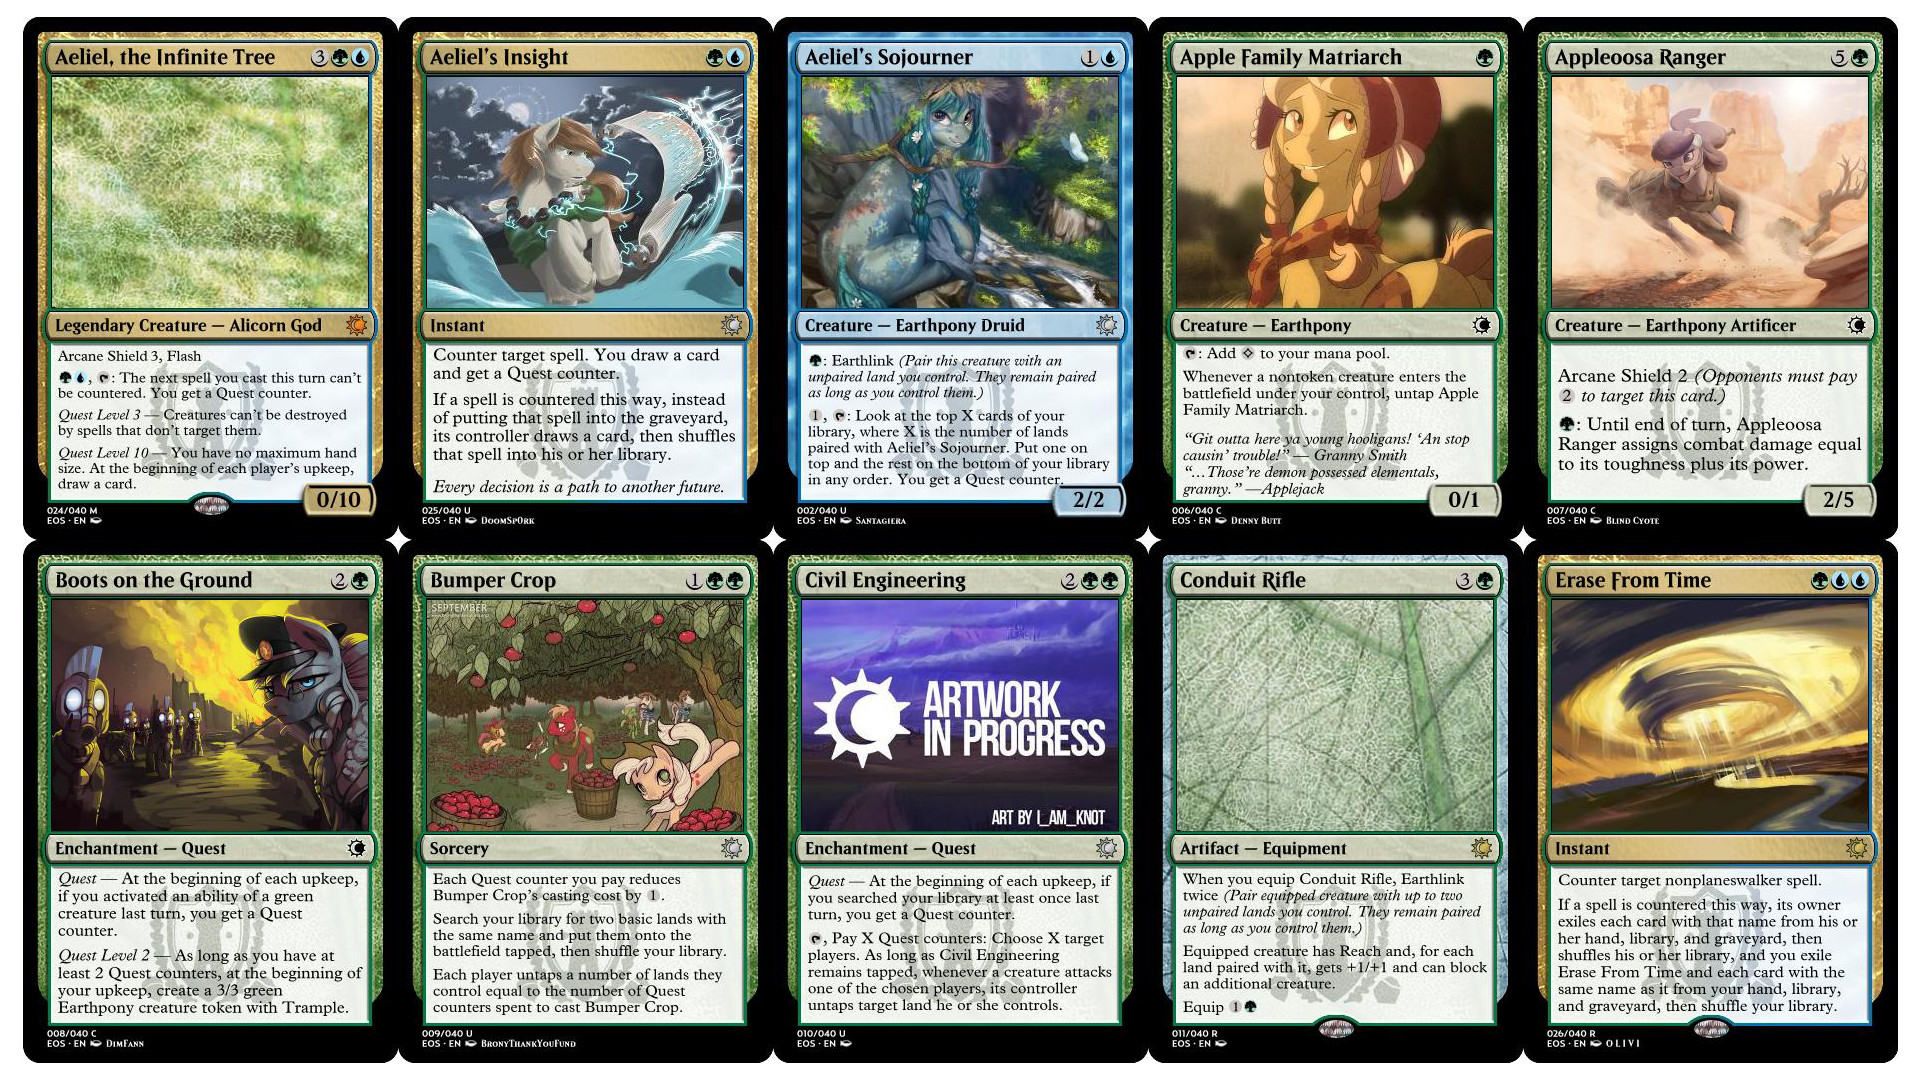 Aeliel, the Infinite Tree 3
Legendary Creature — Alicorn God
Arcane Shield 3, Flash
, : The next spell you cast this turn can't
be countered. You get a Quest counter.
Quest Level 3 — Creatures can't be destroyed
by spells that don't target them.
Quest Level 10 — You have no maximum hand
size. At the beginning of each player's upkeep,
draw a card.
0/10
024/040 M
EOS · EN
Aeliel's Insight
Instant
Counter target spell. You draw a card
and get a Quest counter.
If a spell is countered this way, instead
of putting that spell into the graveyard,
its controller draws a card, then shuffles
that spell into his or her library.
Every decision is a path to another future.
025/040 U
EOS · EN DoomSp0rk
Aeliel's Sojourner 1
Creature — Earthpony Druid
: Earthlink (Pair this creature with an
unpaired land you control. They remain paired
as long as you control them.)
1, : Look at the top X cards of your
library, where X is the number of lands
paired with Aeliel's Sojourner. Put one on
top and the rest on the bottom of your library
in any order. You get a Quest counter.
2/2
002/040 U
EOS · EN Santagiera
Apple Family Matriarch
Creature — Earthpony
: Add to your mana pool.
Whenever a nontoken creature enters the
battlefield under your control, untap Apple
Family Matriarch.
“Git outta here ya young hooligans! ‘An stop
causin’ trouble!” — Granny Smith
“…Those’re demon possessed elementals,
granny.” —Applejack
0/1
006/040 C
EOS · EN Denny Butt
Appleoosa Ranger 5
Creature — Earthpony Artificer
Arcane Shield 2 (Opponents must pay
2 to target this card.)
: Until end of turn, Appleoosa
Ranger assigns combat damage equal
to its toughness plus its power.
2/5
007/040 C
EOS · EN Blind Cyote
Boots on the Ground 2
Enchantment — Quest
Quest — At the beginning of each upkeep,
if you activated an ability of a green
creature last turn, you get a Quest
counter.
Quest Level 2 — As long as you have at
least 2 Quest counters, at the beginning of
your upkeep, create a 3/3 green
Earthpony creature token with Trample.
008/040 C
EOS · EN DimFann
Bumper Crop 1
SEPTEMBER
Sorcery
Each Quest counter you pay reduces
Bumper Crop's casting cost by 1.
Search your library for two basic lands with
the same name and put them onto the
battlefield tapped, then shuffle your library.
Each player untaps a number of lands they
control equal to the number of Quest
counters spent to cast Bumper Crop.
009/040 U
EOS · EN BronyThankYouFund
Civil Engineering 2
ARTWORK
IN PROGRESS
ART BY I_AM_KNOT
Enchantment — Quest
Quest — At the beginning of each upkeep, if
you searched your library at least once last
turn, you get a Quest counter.
, Pay X Quest counters: Choose X target
players. As long as Civil Engineering
remains tapped, whenever a creature attacks
one of the chosen players, its controller
untaps target land he or she controls.
010/040 U
EOS · EN
Conduit Rifle 3
Artifact — Equipment
When you equip Conduit Rifle, Earthlink
twice (Pair equipped creature with up to two
unpaired lands you control. They remain paired
as long as you control them.)
Equipped creature has Reach and, for each
land paired with it, gets +1/+1 and can block
an additional creature.
Equip 1
011/040 R
EOS · EN
Erase From Time
Instant
Counter target nonplaneswalker spell.
If a spell is countered this way, its owner
exiles each card with that name from his or
her hand, library, and graveyard, then
shuffles his or her library, and you exile
Erase From Time and each card with the
same name as it from your hand, library,
and graveyard, then shuffle your library.
026/040 R
EOS · EN OLIVI